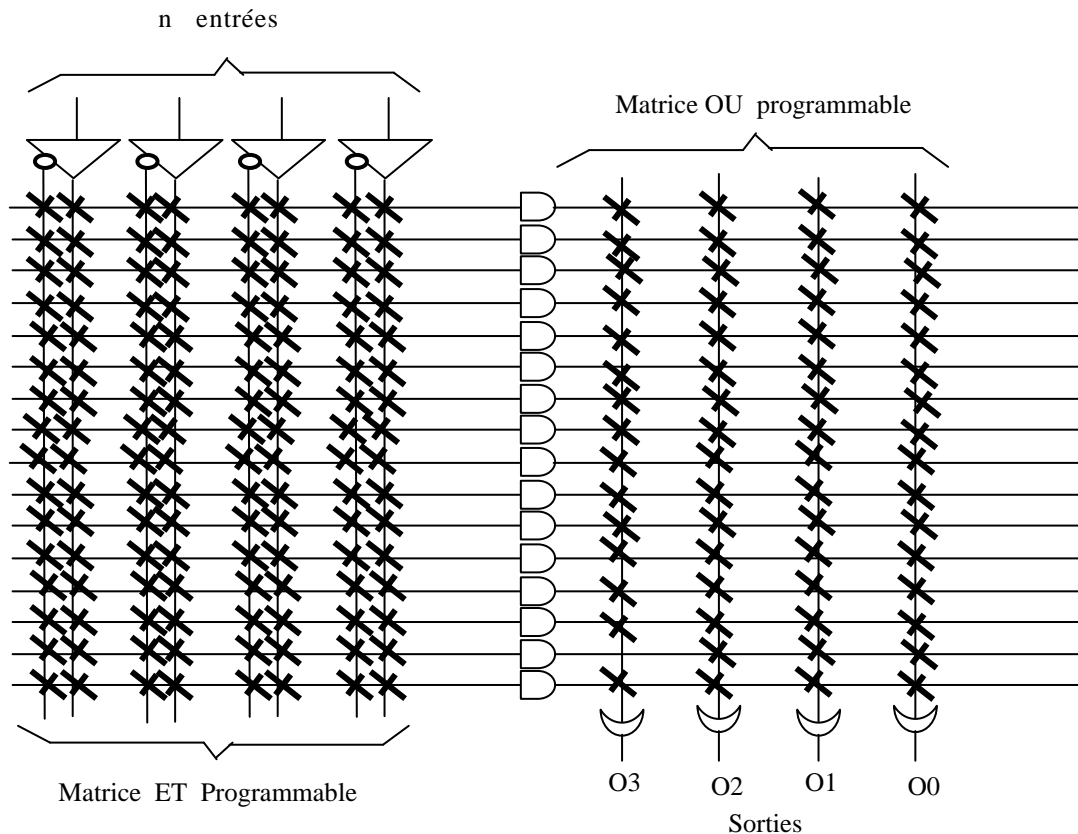 n entrées
Matrice OU programmable
O3 O2 O1 O0
Matrice ET Programmable
Sorties